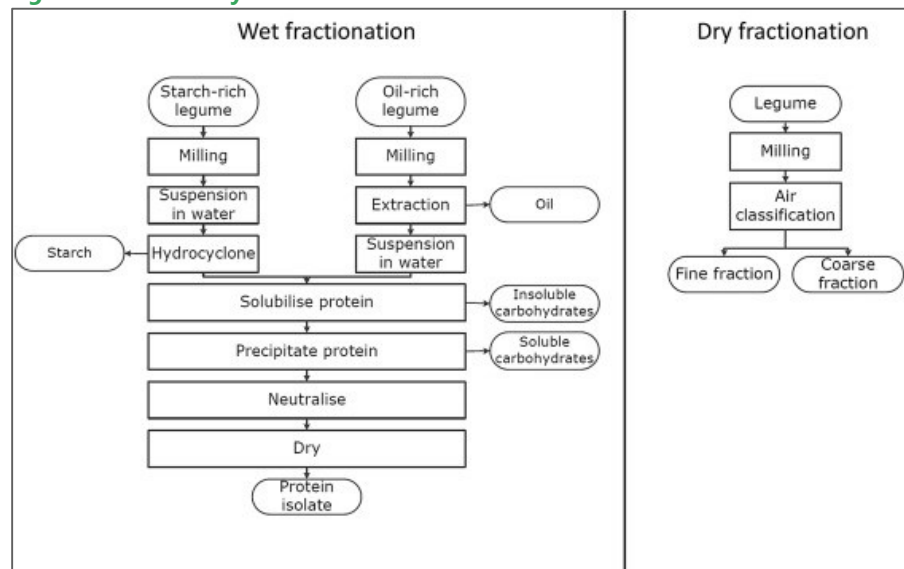 Wet fractionation
Starch-rich
legume
Oil-rich
legume
Milling
Milling
Suspension
in water
Extraction
Oil
Starch
Hydrocyclone
Suspension
in water
Solubilise protein
Insoluble
carbohydrates
Precipitate protein
Soluble
carbohydrates
Neutralise
Dry
Protein
isolate
Dry fractionation
Legume
Milling
Air
classification
Fine fraction
Coarse
fraction